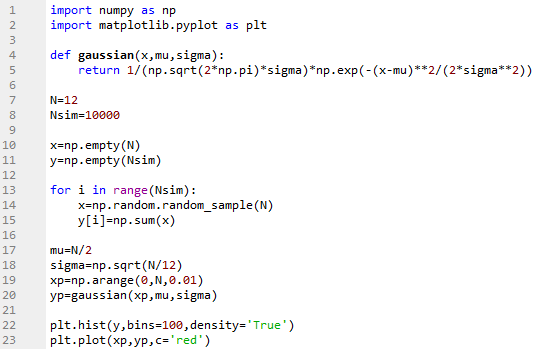 1 import numpy as np
2 import matplotlib.pyplot as plt
3
4 def gaussian(x,mu,sigma):
5     return 1/(np.sqrt(2*np.pi)*sigma)*np.exp(-(x-mu)**2/(2*sigma**2))
6
7 N=12
8 Nsim=10000
9
10 x=np.empty(N)
11 y=np.empty(Nsim)
12
13 for i in range(Nsim):
14     x=np.random.random_sample(N)
15     y[i]=np.sum(x)
16
17 mu=N/2
18 sigma=np.sqrt(N/12)
19 xp=np.arange(0,N,0.01)
20 yp=gaussian(xp,mu,sigma)
21
22 plt.hist(y,bins=100,density='True')
23 plt.plot(xp,yp,c='red')